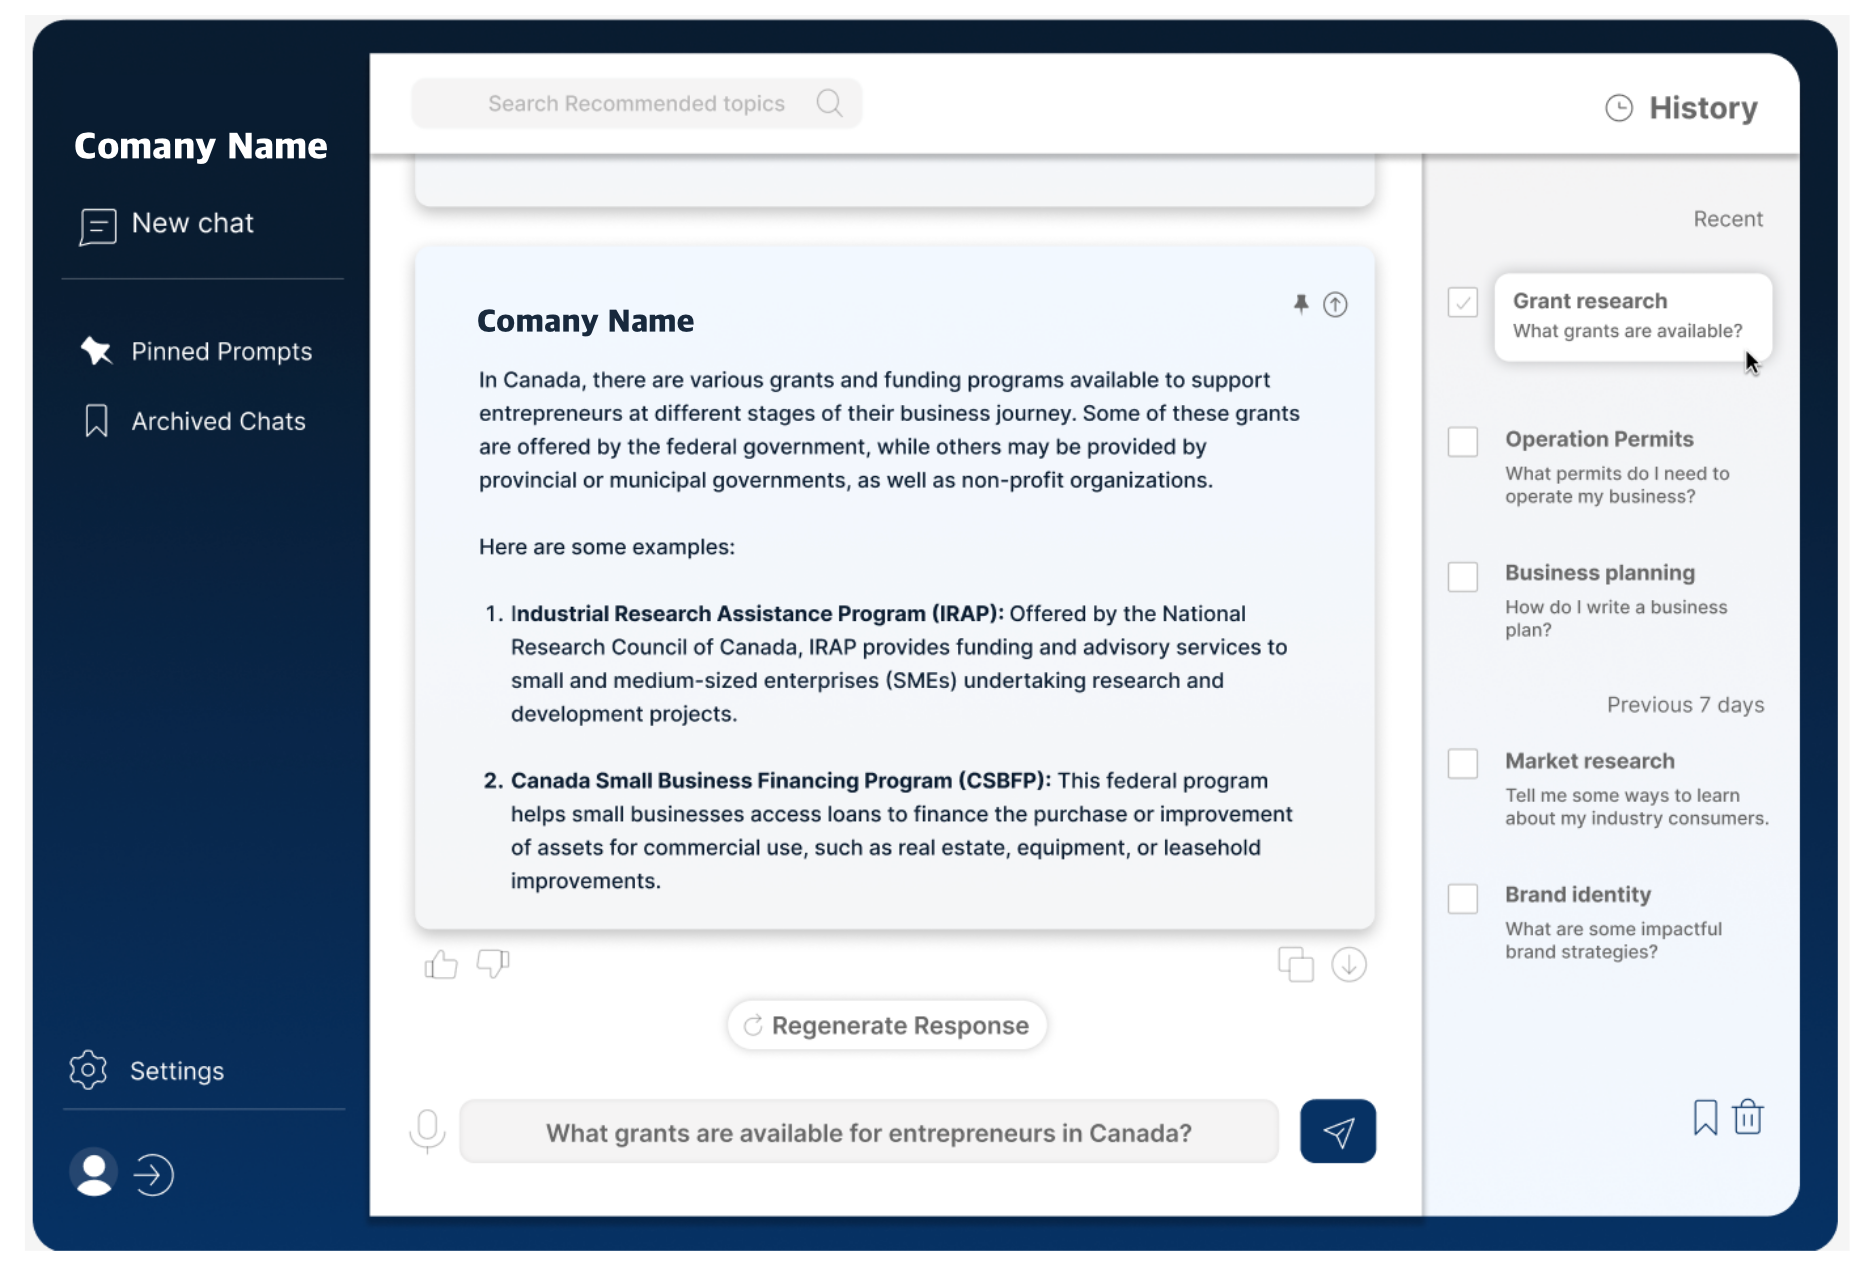 Comany Name
New chat
Pinned Prompts
Archived Chats
Settings
Search Recommended topics
History
Comany Name
In Canada, there are various grants and funding programs available to support
entrepreneurs at different stages of their business journey. Some of these grants
are offered by the federal government, while others may be provided by
provincial or municipal governments, as well as non-profit organizations.
Here are some examples:
1. Industrial Research Assistance Program (IRAP): Offered by the National
Research Council of Canada, IRAP provides funding and advisory services to
small and medium-sized enterprises (SMEs) undertaking research and
development projects.
2. Canada Small Business Financing Program (CSBFP): This federal program
helps small businesses access loans to finance the purchase or improvement
of assets for commercial use, such as real estate, equipment, or leasehold
improvements.
Regenerate Response
What grants are available for entrepreneurs in Canada?
Recent
Grant research
What grants are available?
Operation Permits
What permits do I need to
operate my business?
Business planning
How do I write a business
plan?
Previous 7 days
Market research
Tell me some ways to learn
about my industry consumers.
Brand identity
What are some impactful
brand strategies?